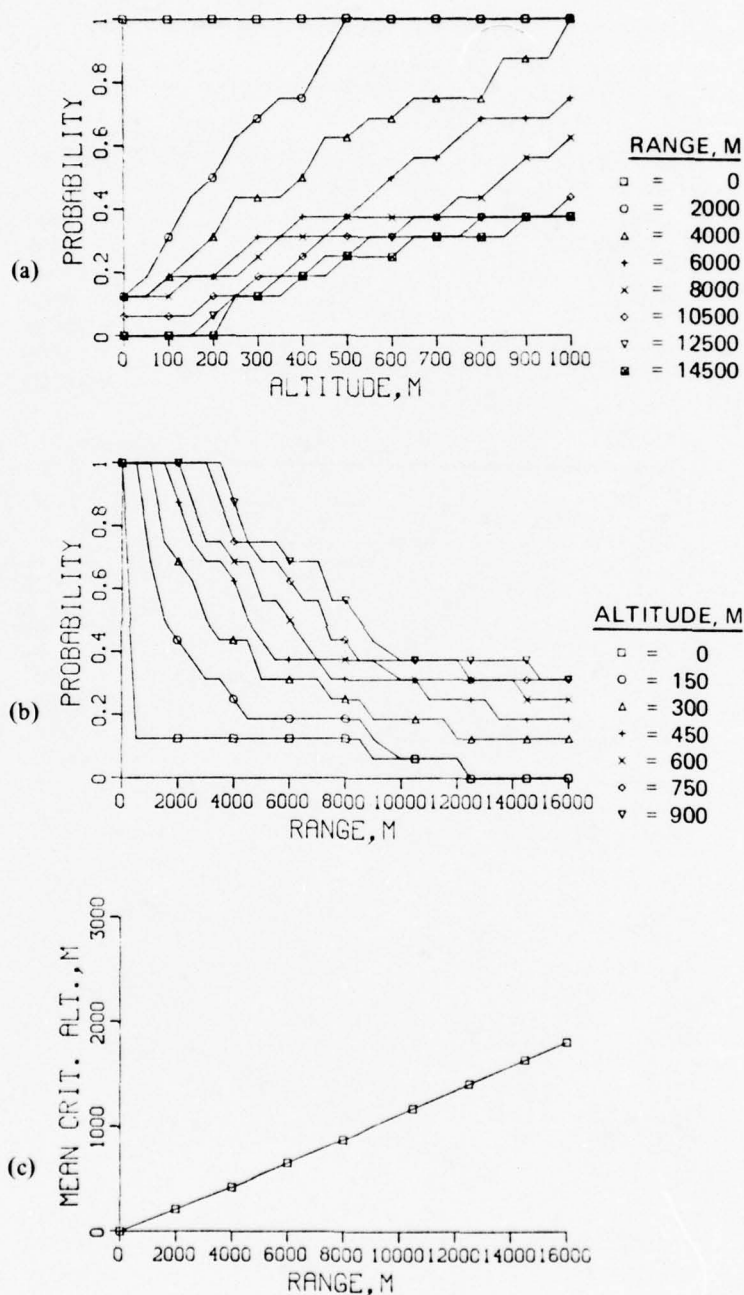 (a)
PROBABILITY
1
0.8
0.6
0.4
0.2
0
0 100 200 300 400 500 600 700 800 900 1000
ALTITUDE,M
RANGE, M
= 0
= 2000
= 4000
= 6000
= 8000
= 10500
= 12500
= 14500
(b)
PROBABILITY
1
0.8
0.6
0.4
0.2
0
0 2000 4000 6000 8000 10000 12000 14000 16000
RANGE,M
ALTITUDE, M
= 0
= 150
= 300
= 450
= 600
= 750
= 900
(c)
MEAN CRIT. ALT.,M
3000
2000
1000
0
0 2000 4000 6000 8000 10000 12000 14000 16000
RANGE,M